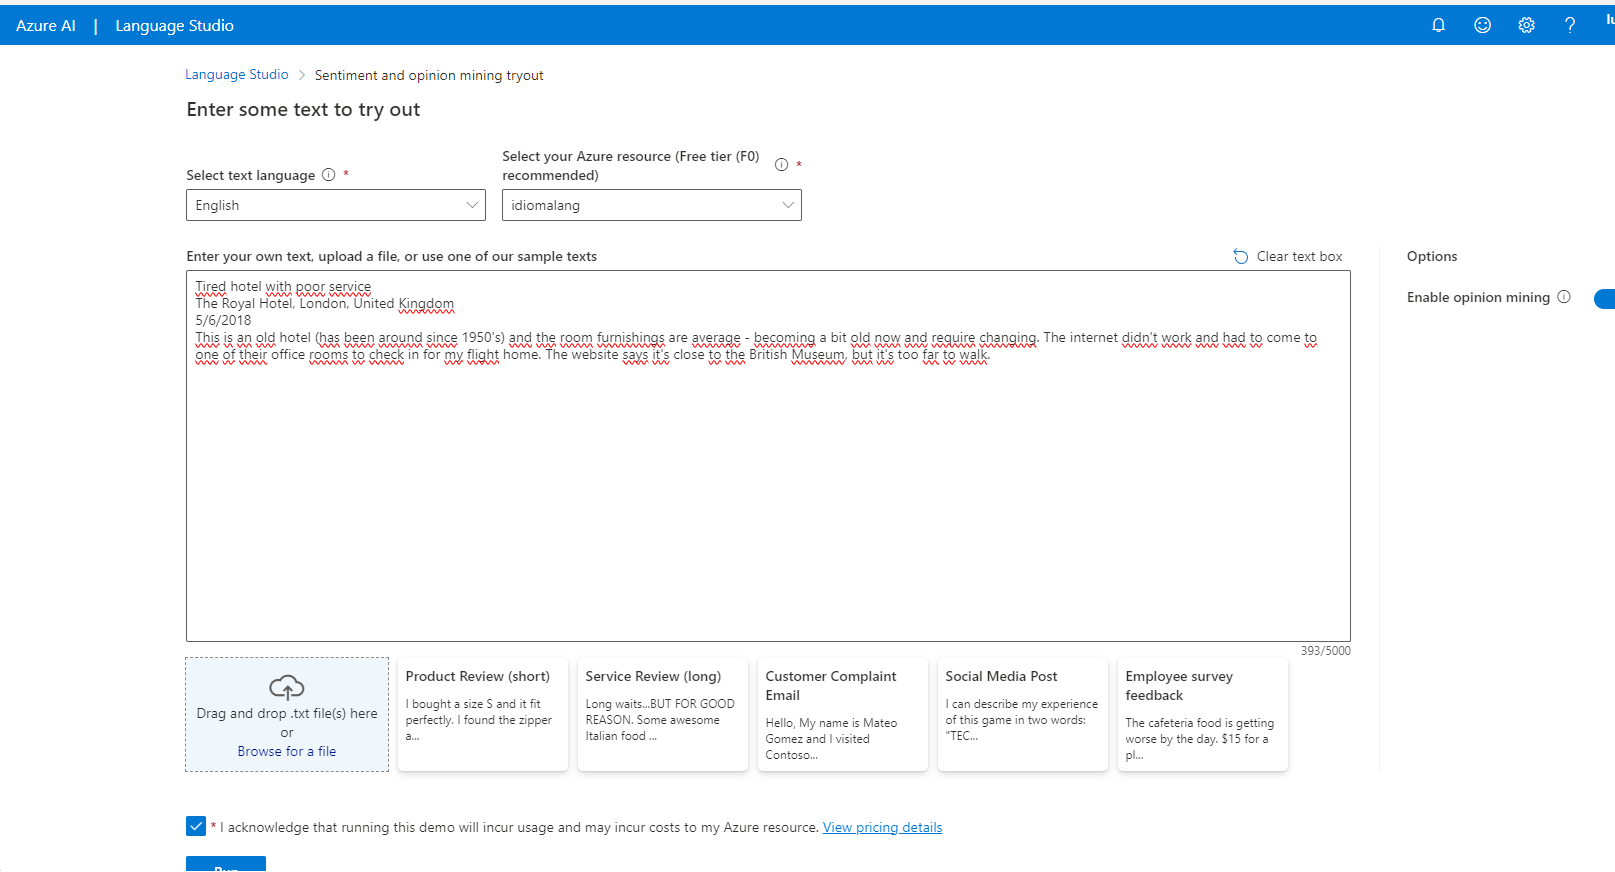 Azure AI | Language Studio
Language Studio > Sentiment and opinion mining tryout
Enter some text to try out
Select text language *
Select your Azure resource (Free tier (F0) recommended) *
English
idiomalang
Enter your own text, upload a file, or use one of our sample texts
Clear text box
Tired hotel with poor service
The Royal Hotel, London, United Kingdom
5/6/2018
This is an old hotel (has been around since 1950's) and the room furnishings are average - becoming a bit old now and require changing. The internet didn't work and had to come to
one of their office rooms to check in for my flight home. The website says it's close to the British Museum, but it's too far to walk.
393/5000
Options
Enable opinion mining
Drag and drop .txt file(s) here
or
Browse for a file
Product Review (short)
I bought a size S and it fit
perfectly. I found the zipper
a...
Service Review (long)
Long waits...BUT FOR GOOD
REASON. Some awesome
Italian food ...
Customer Complaint
Email
Hello, My name is Mateo
Gomez and I visited
Contoso...
Social Media Post
I can describe my experience
of this game in two words:
"TEC...
Employee survey
feedback
The cafeteria food is getting
worse by the day. $15 for a
pl...
* I acknowledge that running this demo will incur usage and may incur costs to my Azure resource. View pricing details
Run